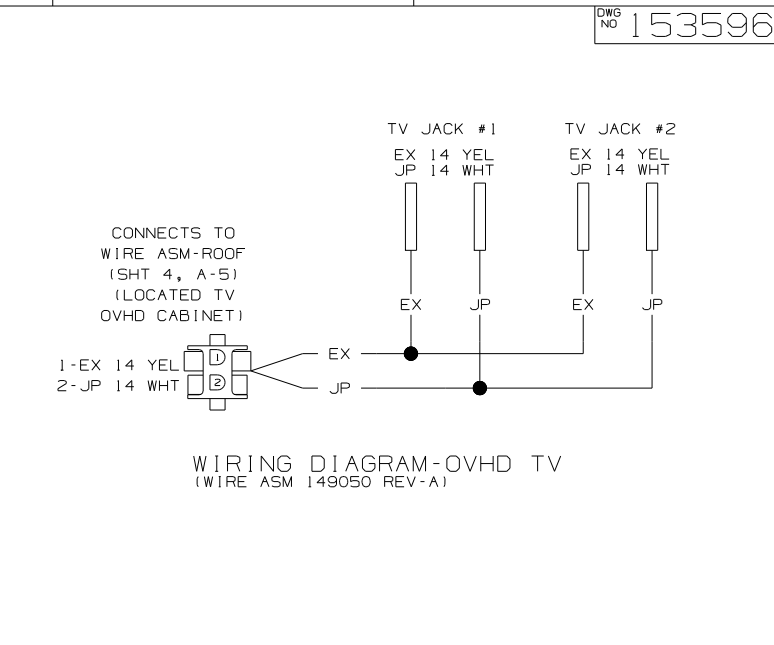 DWG NO 153596
TV JACK #1
EX 14 YEL
JP 14 WHT
TV JACK #2
EX 14 YEL
JP 14 WHT
CONNECTS TO
WIRE ASM-ROOF
(SHT 4, A-5)
(LOCATED TV
OVHD CABINET)
EX
JP
EX
JP
1-EX 14 YEL
2-JP 14 WHT
1
2
EX
JP
WIRING DIAGRAM-OVHD TV
(WIRE ASM 149050 REV-A)